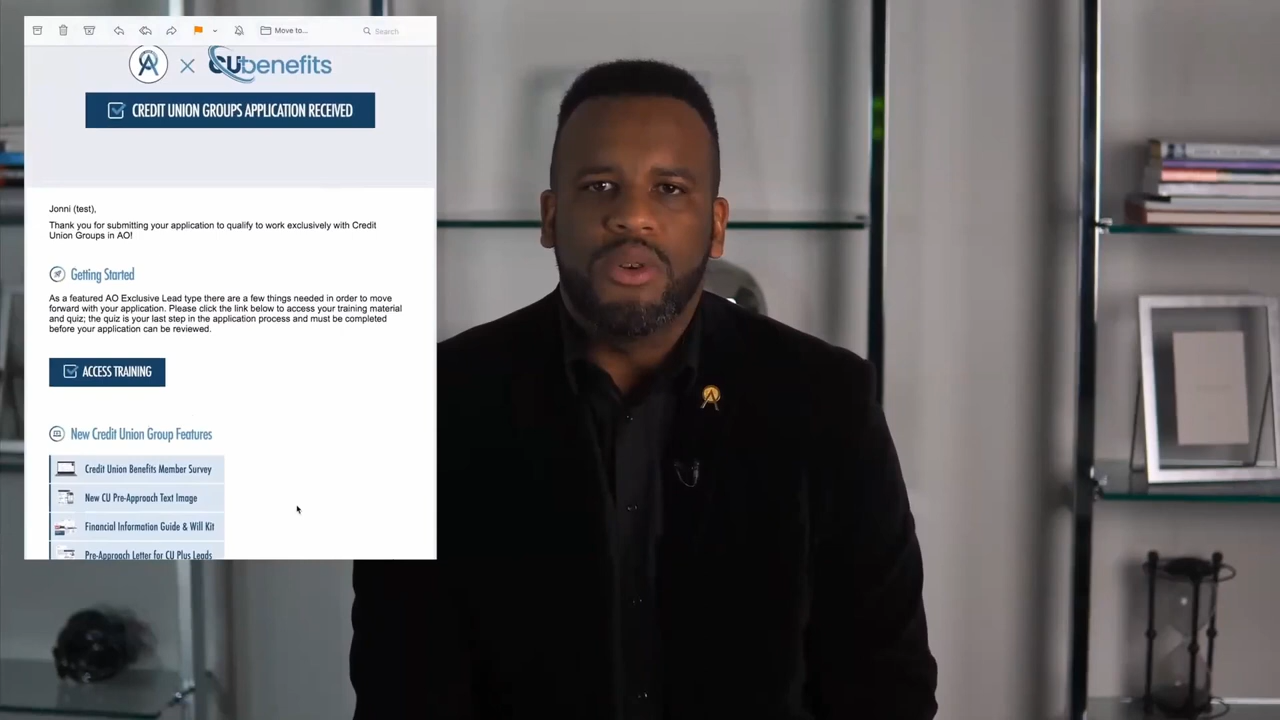 Move to...
Search
CUbenefits
CREDIT UNION GROUPS APPLICATION RECEIVED
Jonni (test),
Thank you for submitting your application to qualify to work exclusively with Credit
Union Groups in AO!
Getting Started
As a featured AO Exclusive Lead type there are a few things needed in order to move
forward with your application. Please click the link below to access your training material
and quiz; the quiz is your last step in the application process and must be completed
before your application can be reviewed.
ACCESS TRAINING
New Credit Union Group Features
Credit Union Benefits Member Survey
New CU Pre-Approach Text Image
Financial Information Guide & Will Kit
Pre-Approach Letter for CU Plus Leads